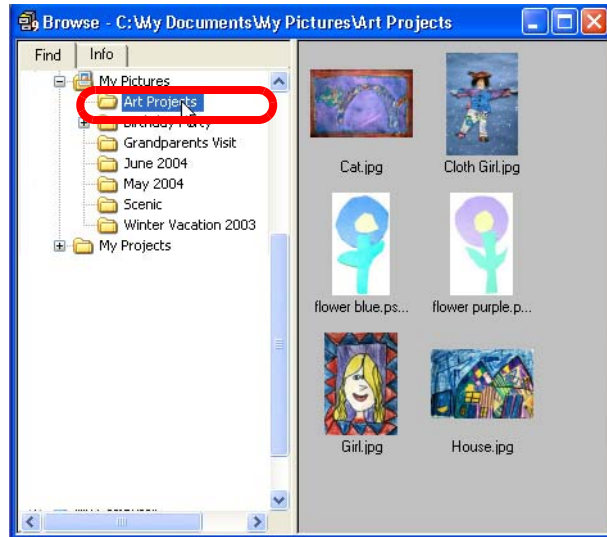 Browse - C:\My Documents\My Pictures\Art Projects
Find Info
My Pictures
Art Projects
Birthday Party
Grandparents Visit
June 2004
May 2004
Scenic
Winter Vacation 2003
My Projects
Cat.jpg Cloth Girl.jpg
flower blue.ps... flower purple.p...
Girl.jpg House.jpg